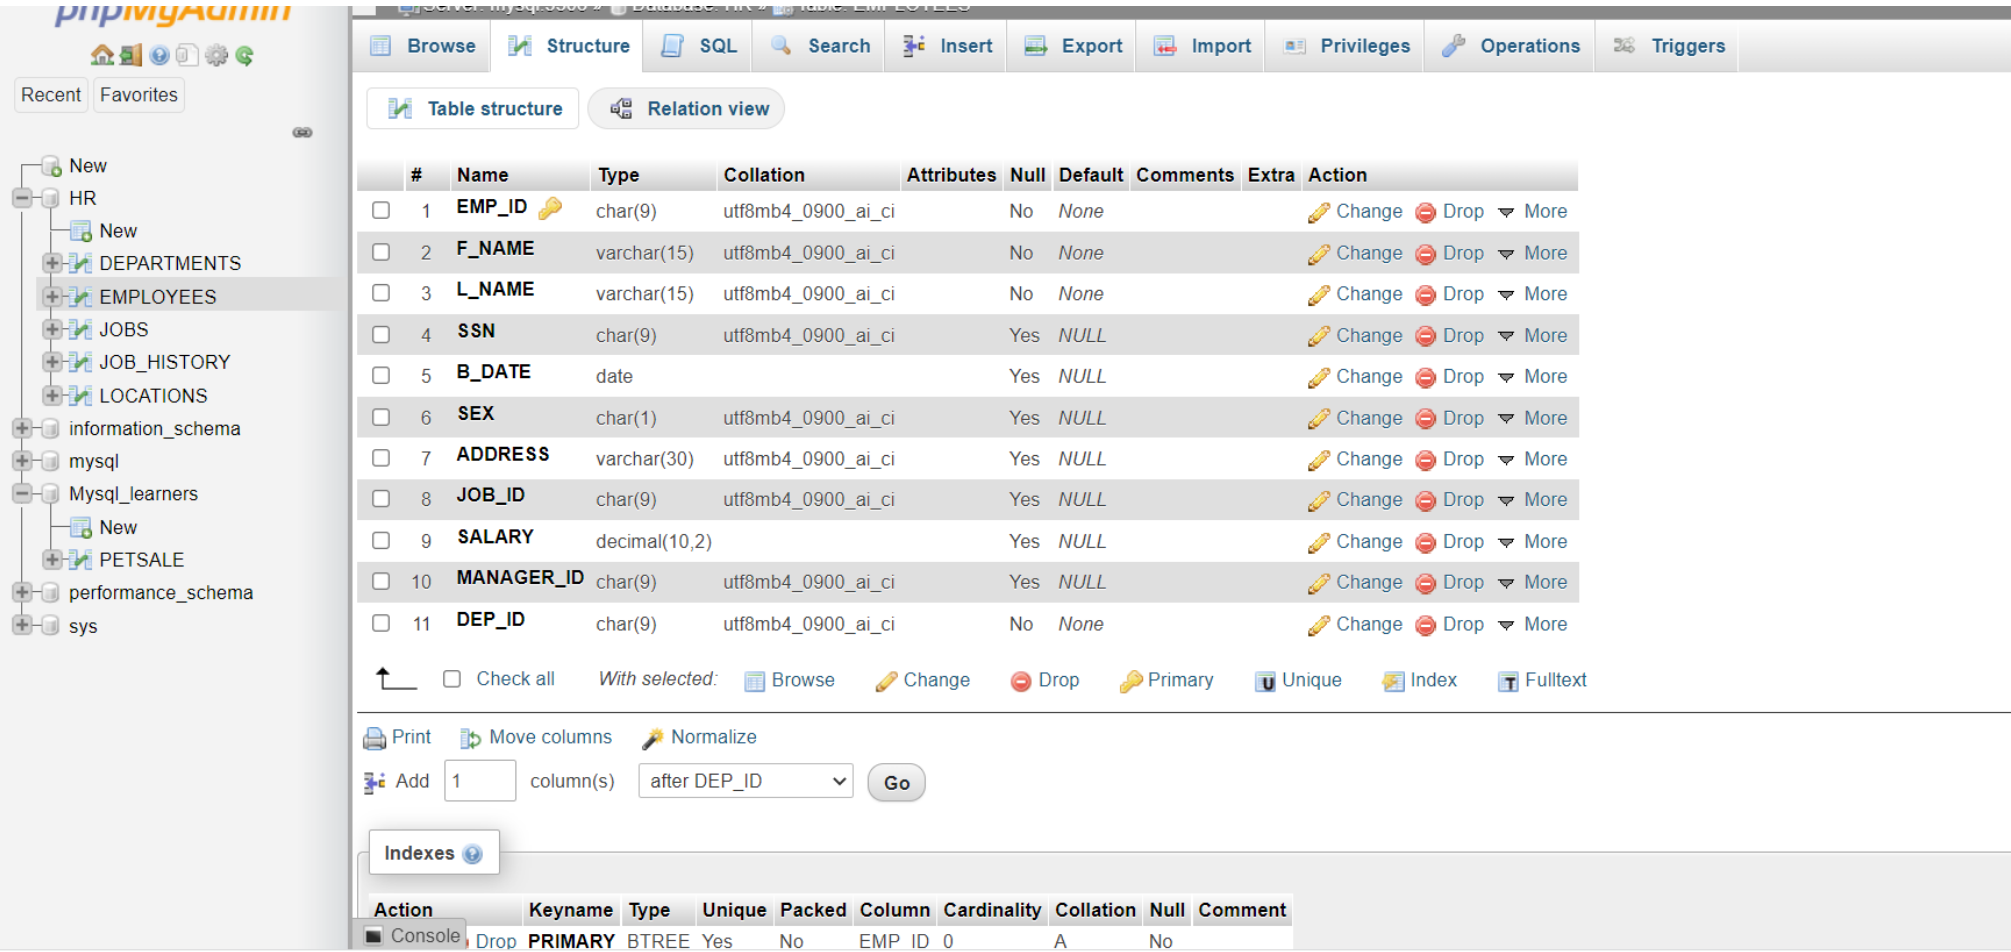 phpMyAdmin
Server: mysql:3306 » Database: HR » Table: EMPLOYEES
Browse Structure SQL Search Insert Export Import Privileges Operations Triggers
Recent Favorites
Table structure Relation view
New
HR
New
DEPARTMENTS
EMPLOYEES
JOBS
JOB_HISTORY
LOCATIONS
information_schema
mysql
Mysql_learners
New
PETSALE
performance_schema
sys
# Name Type Collation Attributes Null Default Comments Extra Action
1 EMP_ID char(9) utf8mb4_0900_ai_ci No None Change Drop More
2 F_NAME varchar(15) utf8mb4_0900_ai_ci No None Change Drop More
3 L_NAME varchar(15) utf8mb4_0900_ai_ci No None Change Drop More
4 SSN char(9) utf8mb4_0900_ai_ci Yes NULL Change Drop More
5 B_DATE date Yes NULL Change Drop More
6 SEX char(1) utf8mb4_0900_ai_ci Yes NULL Change Drop More
7 ADDRESS varchar(30) utf8mb4_0900_ai_ci Yes NULL Change Drop More
8 JOB_ID char(9) utf8mb4_0900_ai_ci Yes NULL Change Drop More
9 SALARY decimal(10,2) Yes NULL Change Drop More
10 MANAGER_ID char(9) utf8mb4_0900_ai_ci Yes NULL Change Drop More
11 DEP_ID char(9) utf8mb4_0900_ai_ci No None Change Drop More
Check all With selected: Browse Change Drop Primary Unique Index Fulltext
Print Move columns Normalize
Add 1 column(s) after DEP_ID Go
Indexes
Action Keyname Type Unique Packed Column Cardinality Collation Null Comment
Console Drop PRIMARY BTREE Yes No EMP_ID 0 A No